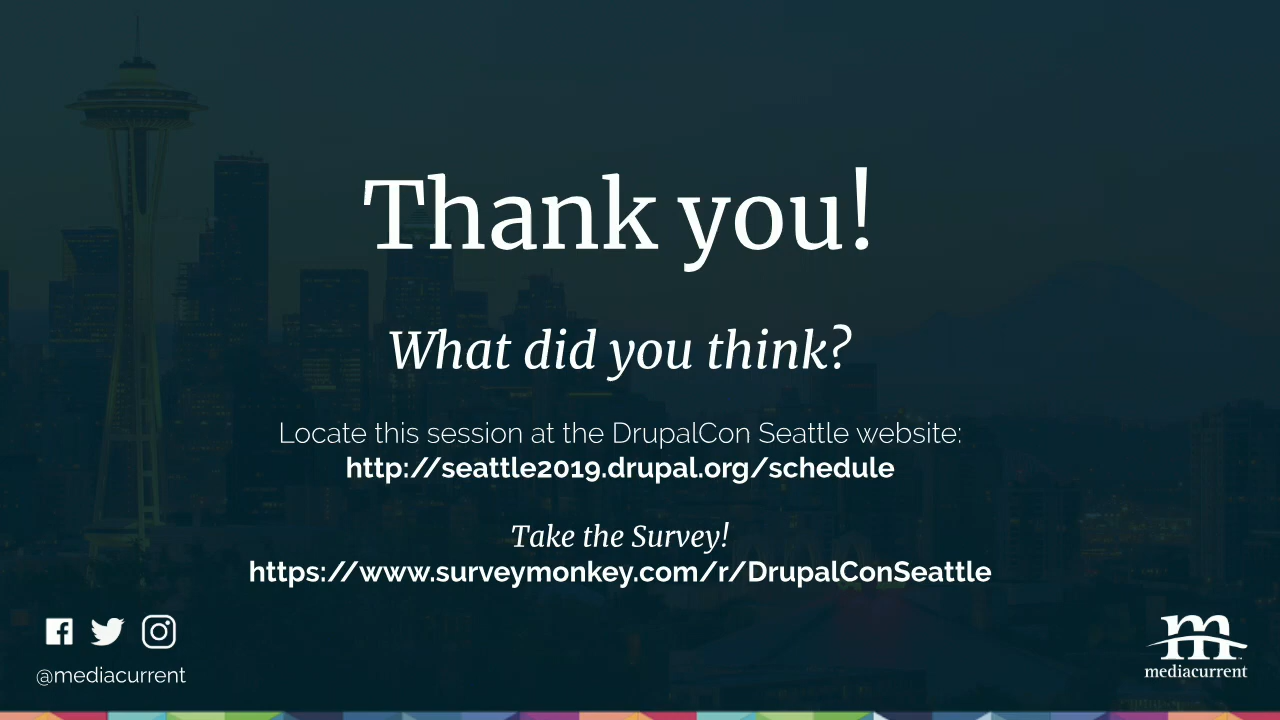 Thank you!
What did you think?
Locate this session at the DrupalCon Seattle website:
http://seattle2019.drupal.org/schedule
Take the Survey!
https://www.surveymonkey.com/r/DrupalConSeattle
@mediacurrent
m
mediacurrent